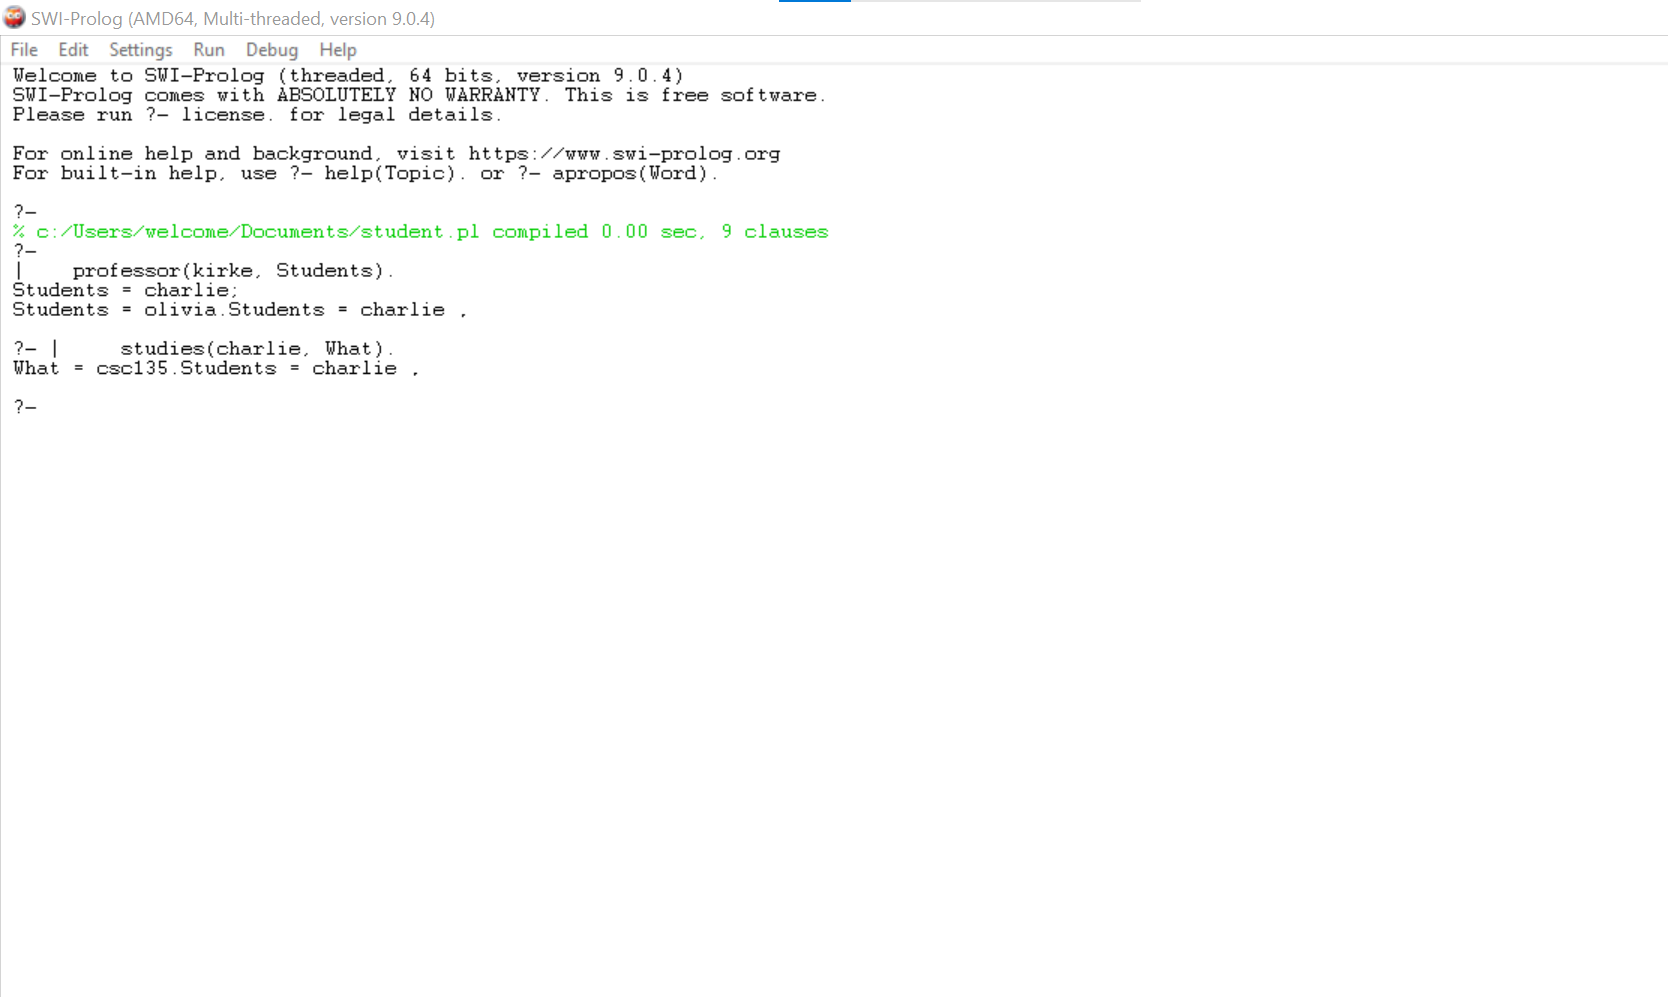 SWI-Prolog (AMD64, Multi-threaded, version 9.0.4)
File Edit Settings Run Debug Help
Welcome to SWI-Prolog (threaded, 64 bits, version 9.0.4)
SWI-Prolog comes with ABSOLUTELY NO WARRANTY. This is free software.
Please run ?- license. for legal details.
For online help and background, visit https://www.swi-prolog.org
For built-in help, use ?- help(Topic). or ?- apropos(Word).
?-
% c:/Users/welcome/Documents/student.pl compiled 0.00 sec, 9 clauses
?-
|    professor(kirke, Students).
Students = charlie;
Students = olivia.Students = charlie .
?- |     studies(charlie, What).
What = csc135.Students = charlie .
?-